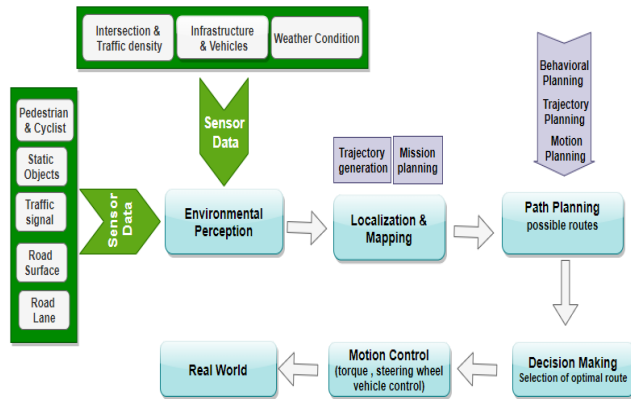 Intersection &
Traffic density
Infrastructure
& Vehicles
Weather Condition
Pedestrian
& Cyclist
Static
Objects
Traffic
signal
Road
Surface
Road
Lane
Sensor
Data
Sensor
Data
Environmental
Perception
Trajectory
generation
Mission
planning
Localization &
Mapping
Behavioral
Planning
Trajectory
Planning
Motion
Planning
Path Planning
possible routes
Decision Making
Selection of optimal route
Motion Control
(torque , steering wheel
vehicle control)
Real World